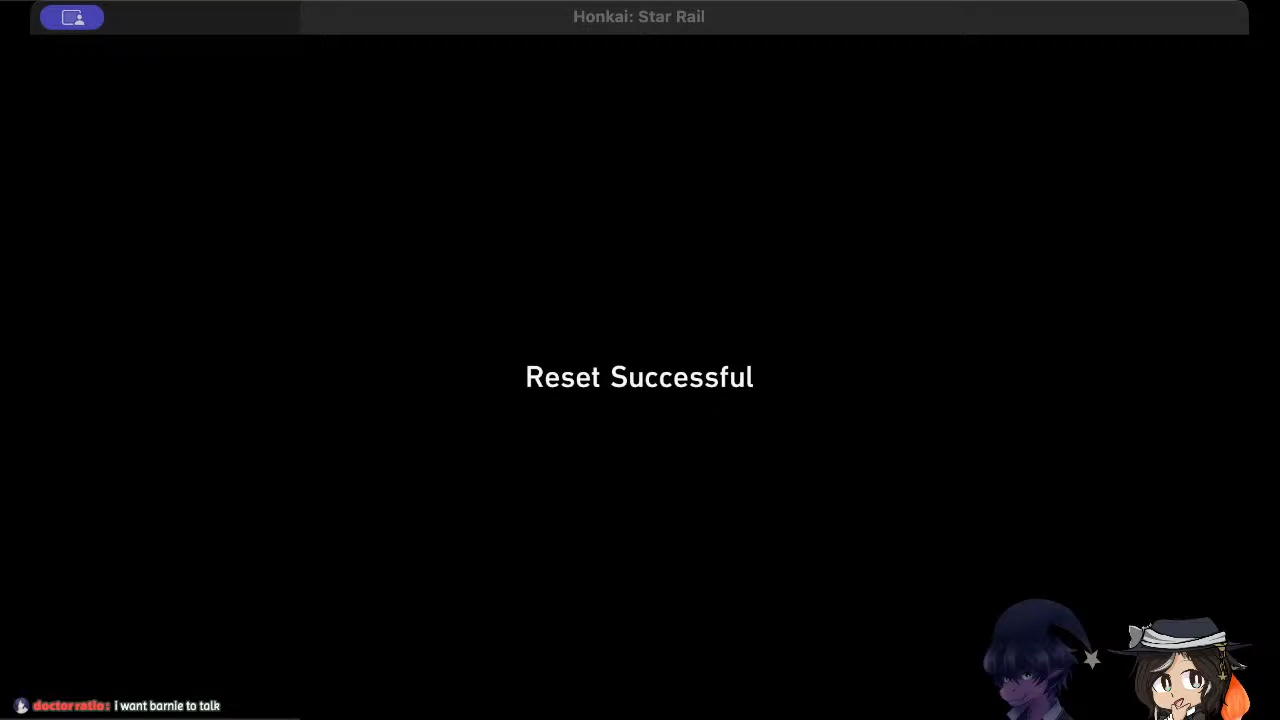 Honkai: Star Rail
Reset Successful
doctorratio: i want barnie to talk